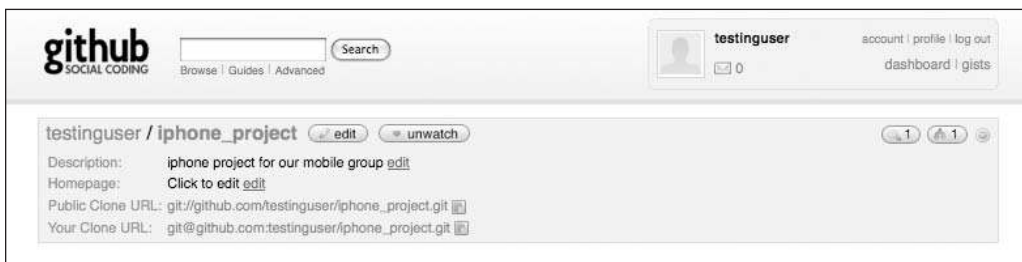 github
SOCIAL CODING
Search
Browse | Guides | Advanced
testinguser
account | profile | log out
0
dashboard | gists
testinguser / iphone_project edit unwatch
1 1
Description: iphone project for our mobile group edit
Homepage: Click to edit edit
Public Clone URL: git://github.com/testinguser/iphone_project.git
Your Clone URL: git@github.com:testinguser/iphone_project.git